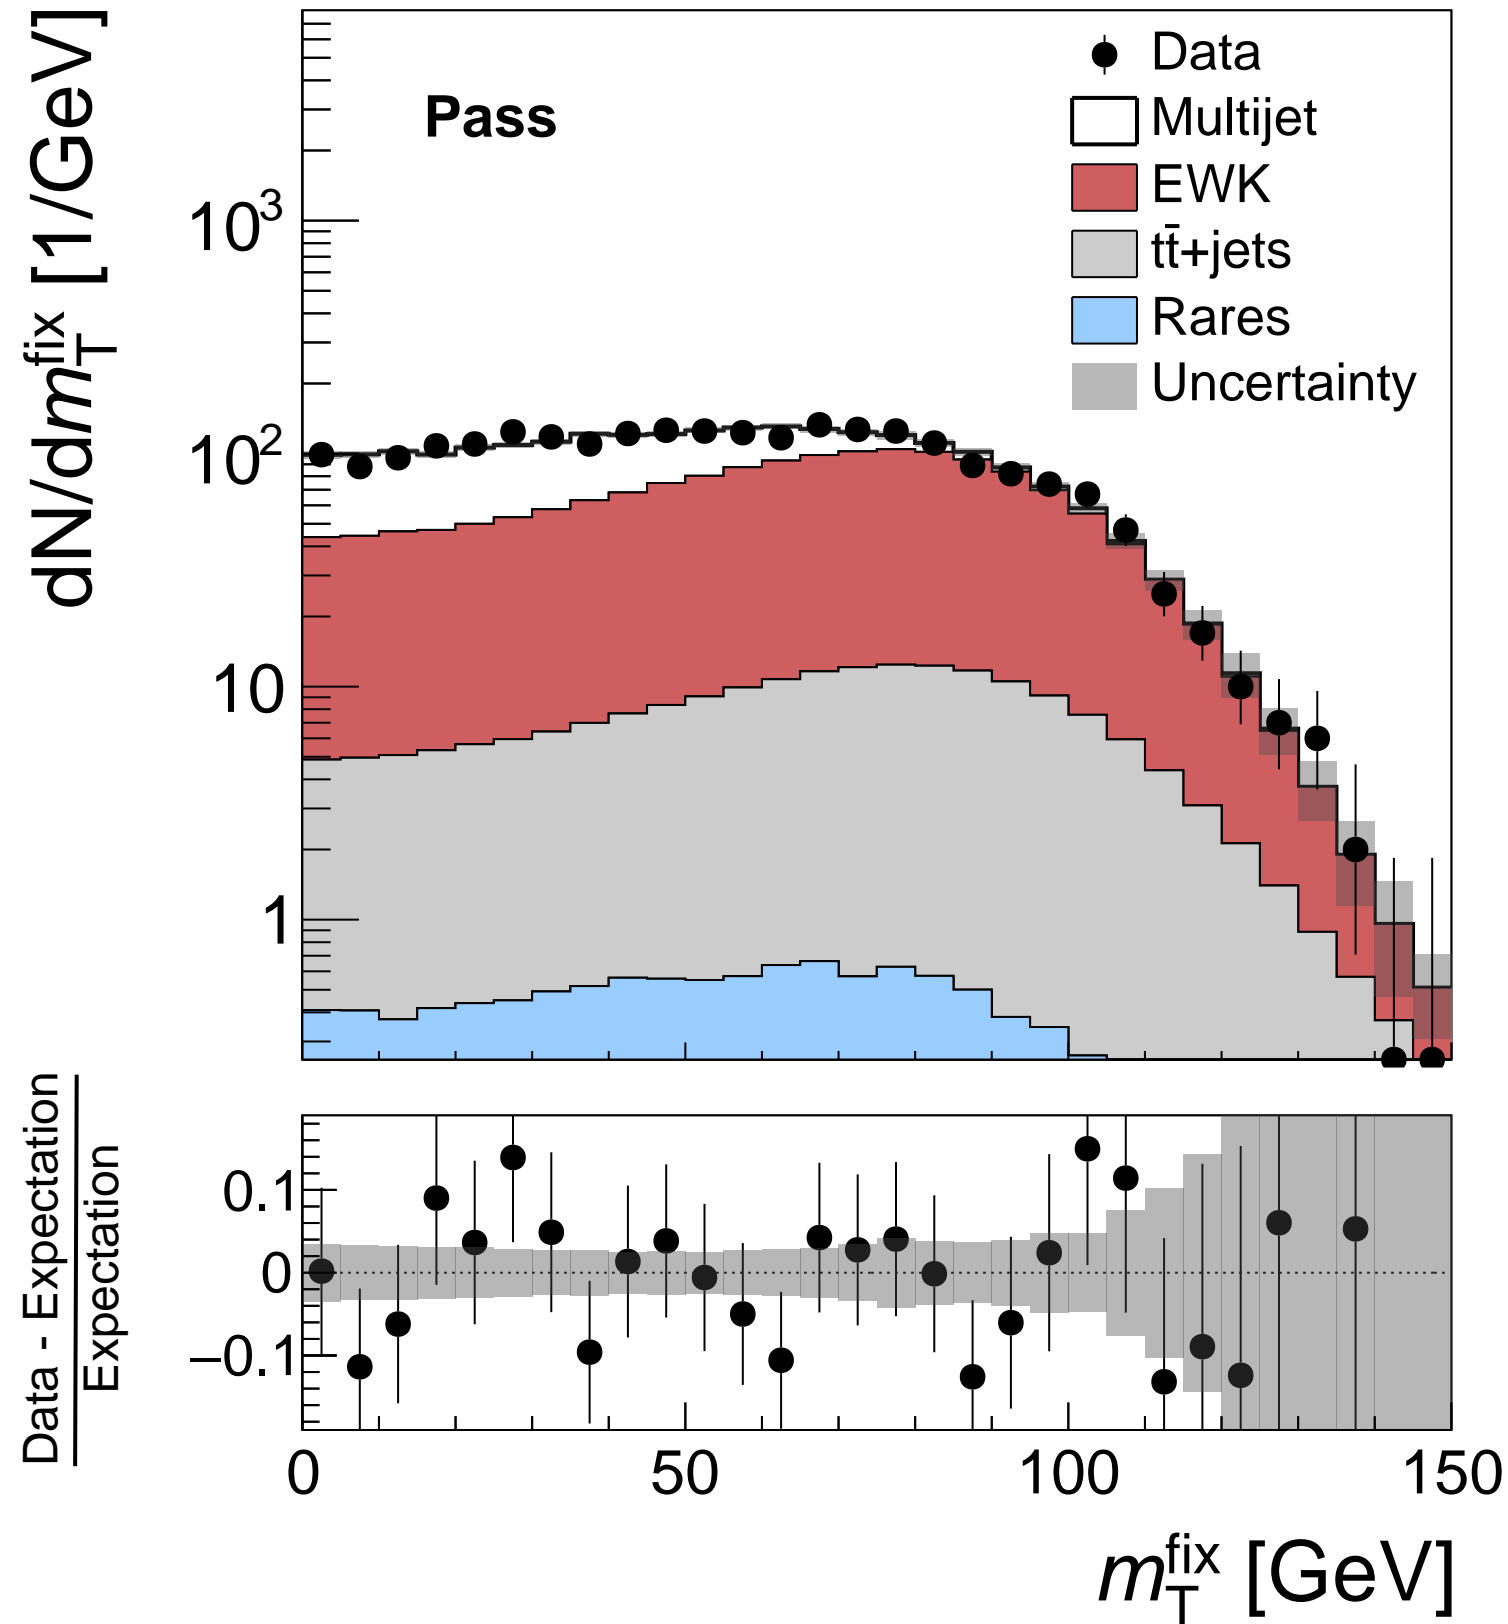 dN/dm_T^fix [1/GeV]
Pass
Data
Multijet
EWK
tt̄+jets
Rares
Uncertainty
10³
10²
10
1
Data - Expectation
Expectation
0.1
0
−0.1
0 50 100 150
m_T^fix [GeV]